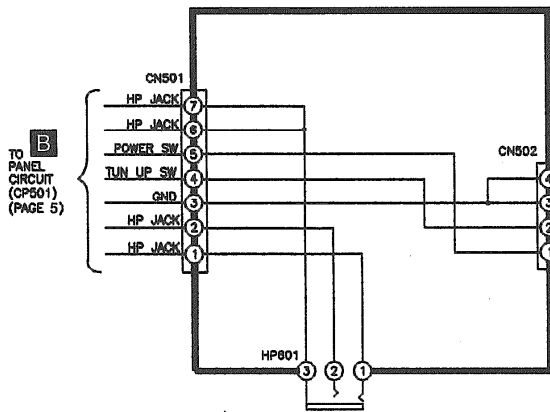 CN501
HP JACK 7
HP JACK 6
POWER SW 5
TUN UP SW 4
GND 3
HP JACK 2
HP JACK 1
B
TO
PANEL
CIRCUIT
(CP501)
(PAGE 5)
CN502
4
3
2
1
HP601 3 2 1